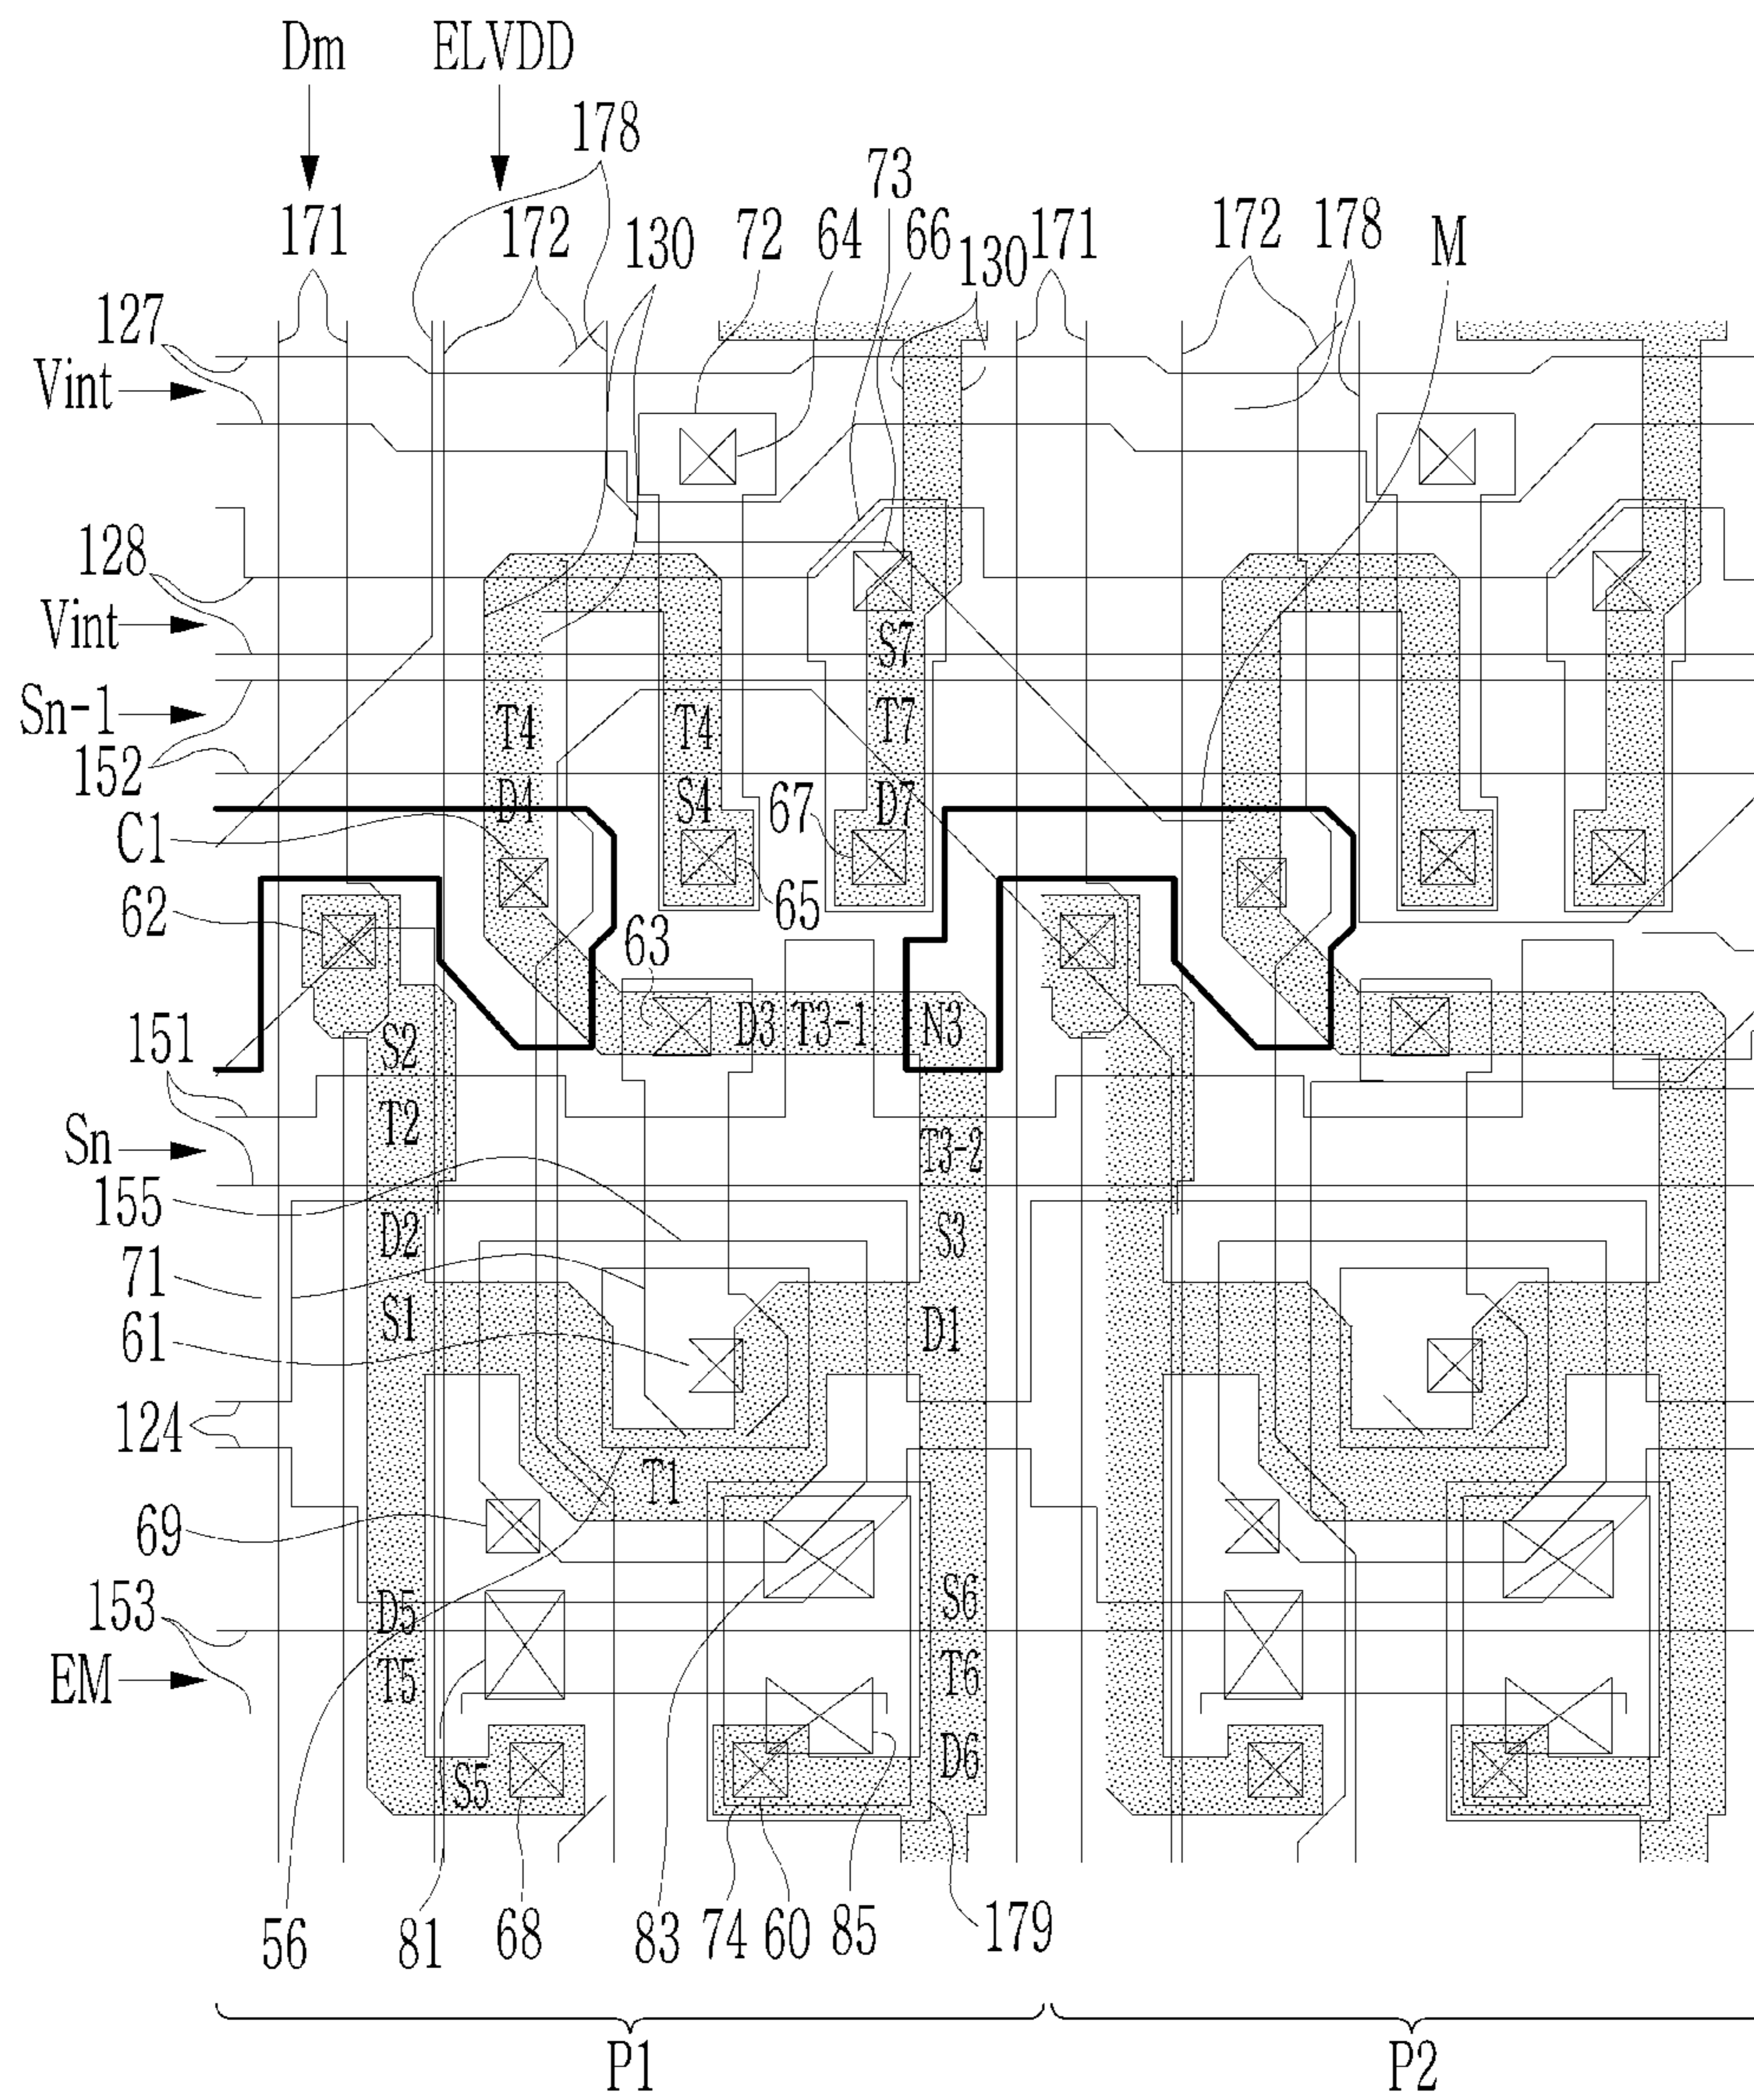 Dm ELVDD
178
73
171 172 130 72 64 66 130 171 172 178 M
127
Vint
128
Vint
S7
Sn-1
T4 T4 T7
152
D4 S4 67 D7
C1
62 63 65
D3 T3-1 N3
S2
151
T2
Sn T3-2
155
D2 S3
71
61 S1 D1
124
T1
69
D5 S6
153
EM T5 T6
S5 D6
56 81 68 83 74 60 85 179
P1 P2